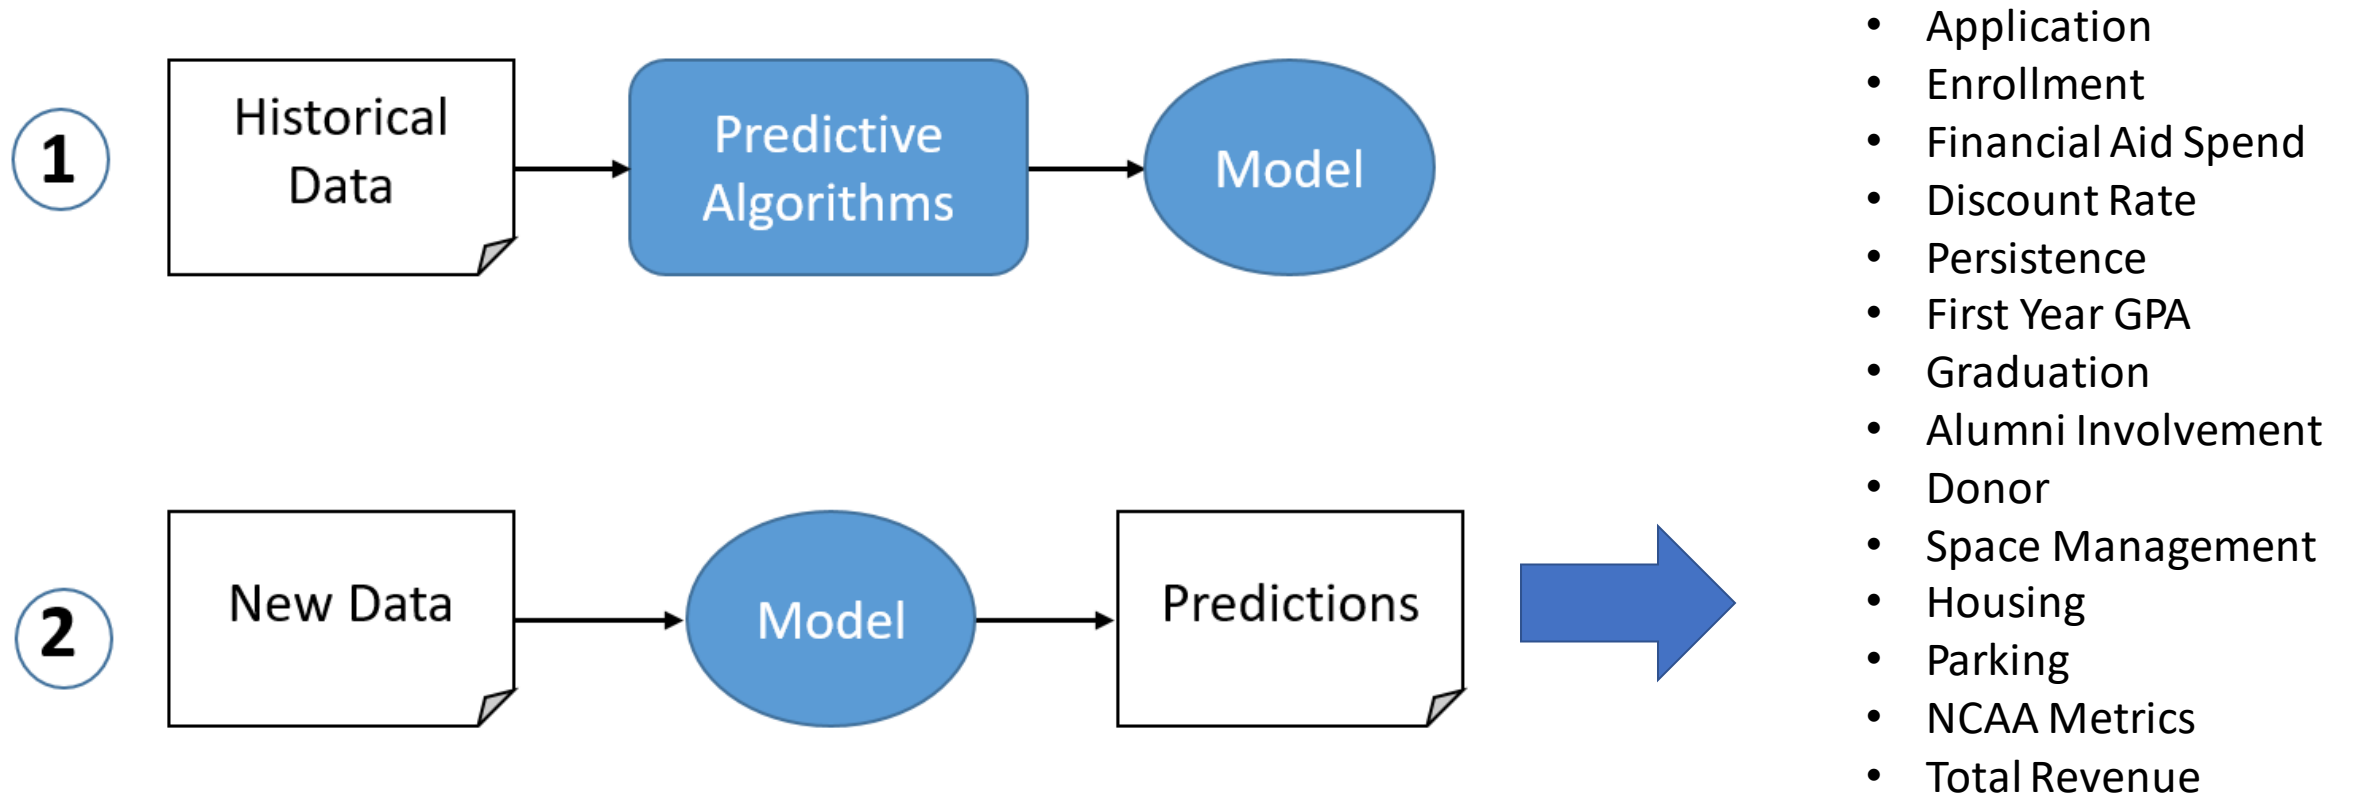 1
Historical
Data
Predictive
Algorithms
Model
2
New Data
Model
Predictions
• Application
• Enrollment
• Financial Aid Spend
• Discount Rate
• Persistence
• First Year GPA
• Graduation
• Alumni Involvement
• Donor
• Space Management
• Housing
• Parking
• NCAA Metrics
• Total Revenue